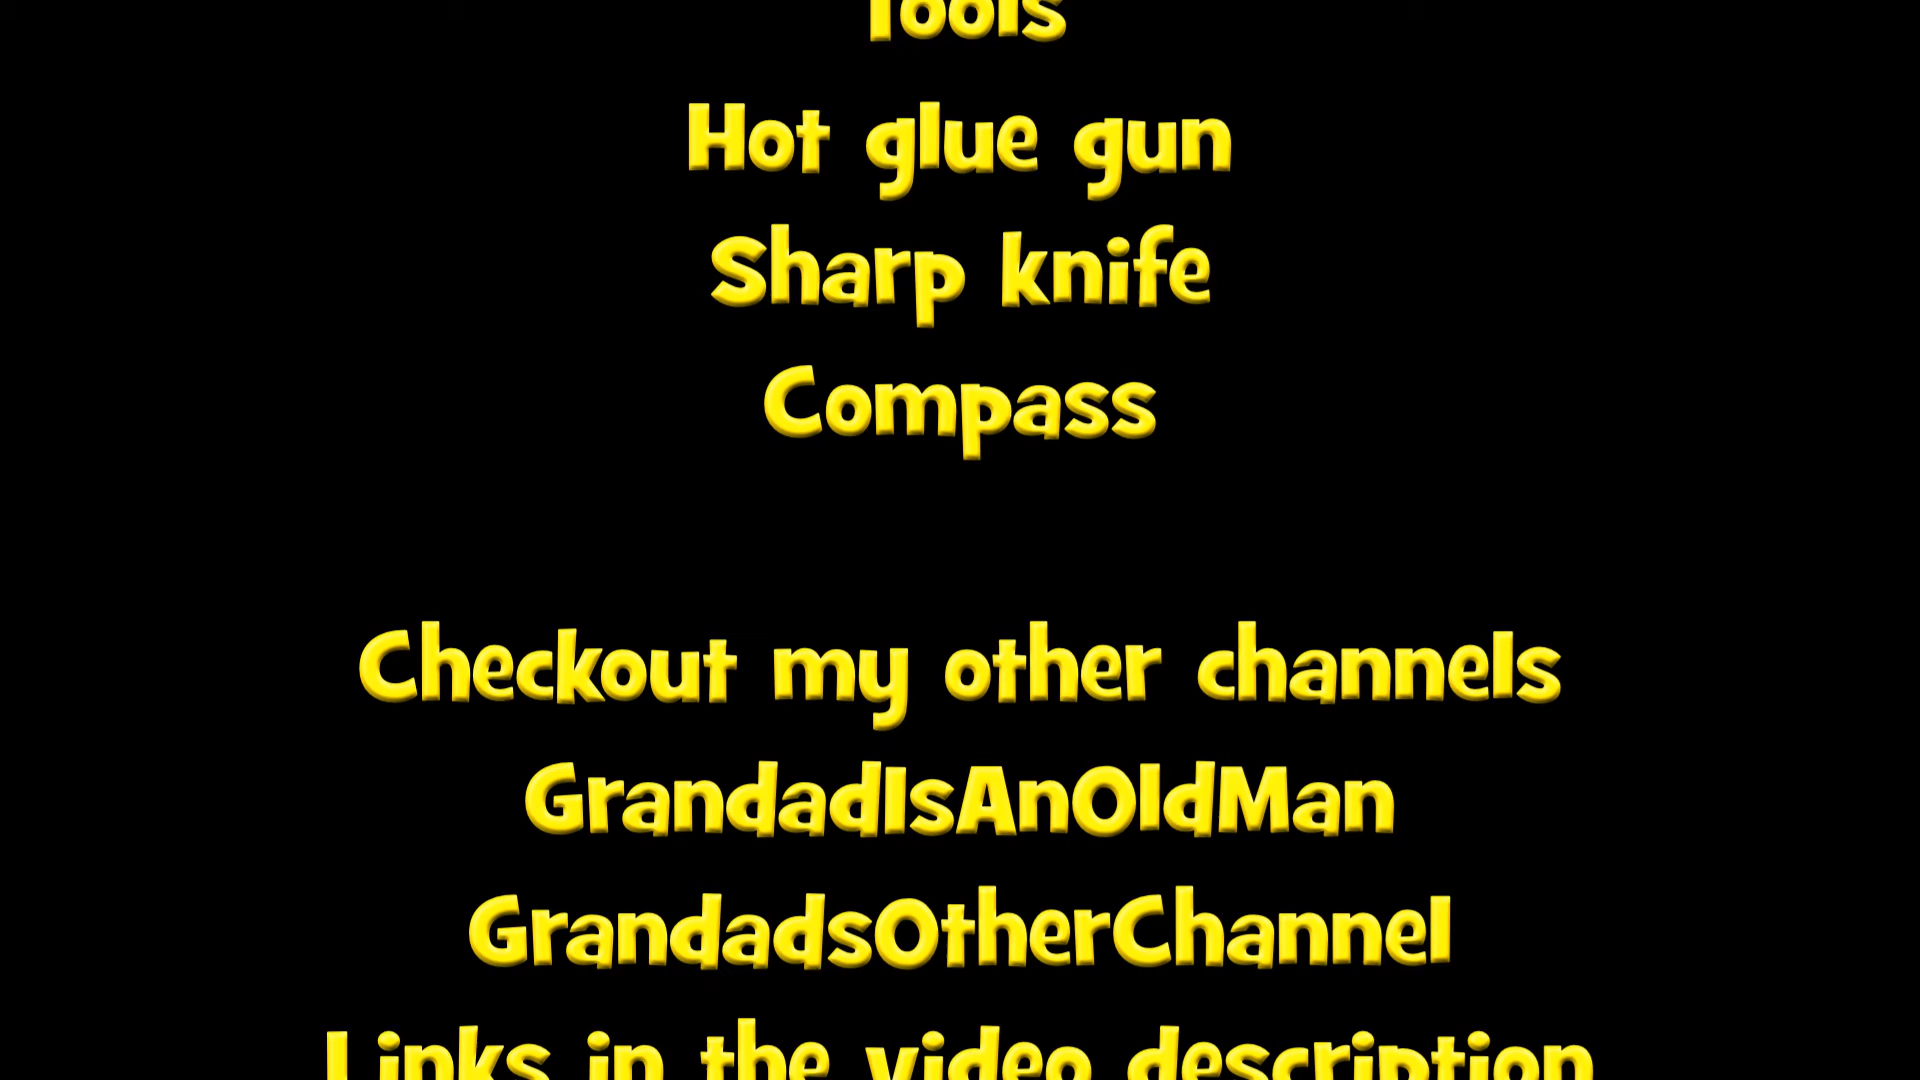 Tools
Hot glue gun
Sharp knife
Compass
Checkout my other channels
GrandadIsAnOldMan
GrandadsOtherChannel
Links in the video description